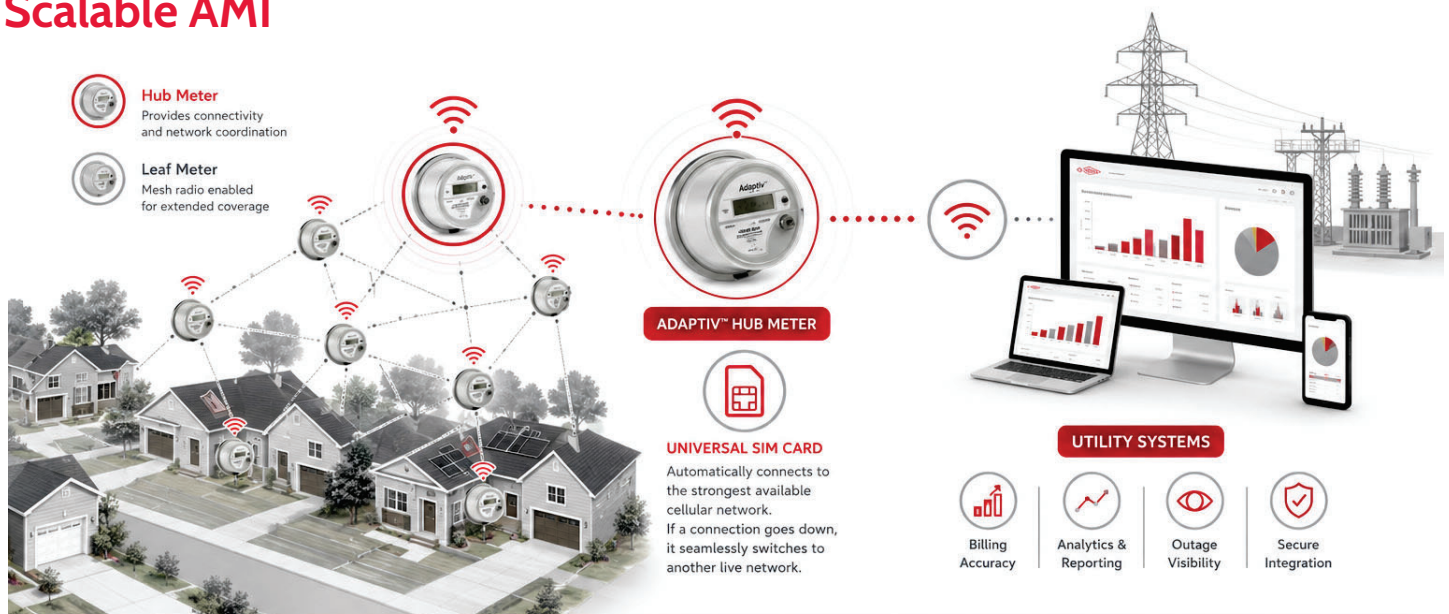 Scalable AMI
Hub Meter
Provides connectivity
and network coordination
Leaf Meter
Mesh radio enabled
for extended coverage
Adaptiv™
ADAPTIV™ HUB METER
UNIVERSAL SIM CARD
Automatically connects to
the strongest available
cellular network.
If a connection goes down,
it seamlessly switches to
another live network.
UTILITY SYSTEMS
Billing
Accuracy
Analytics &
Reporting
Outage
Visibility
Secure
Integration